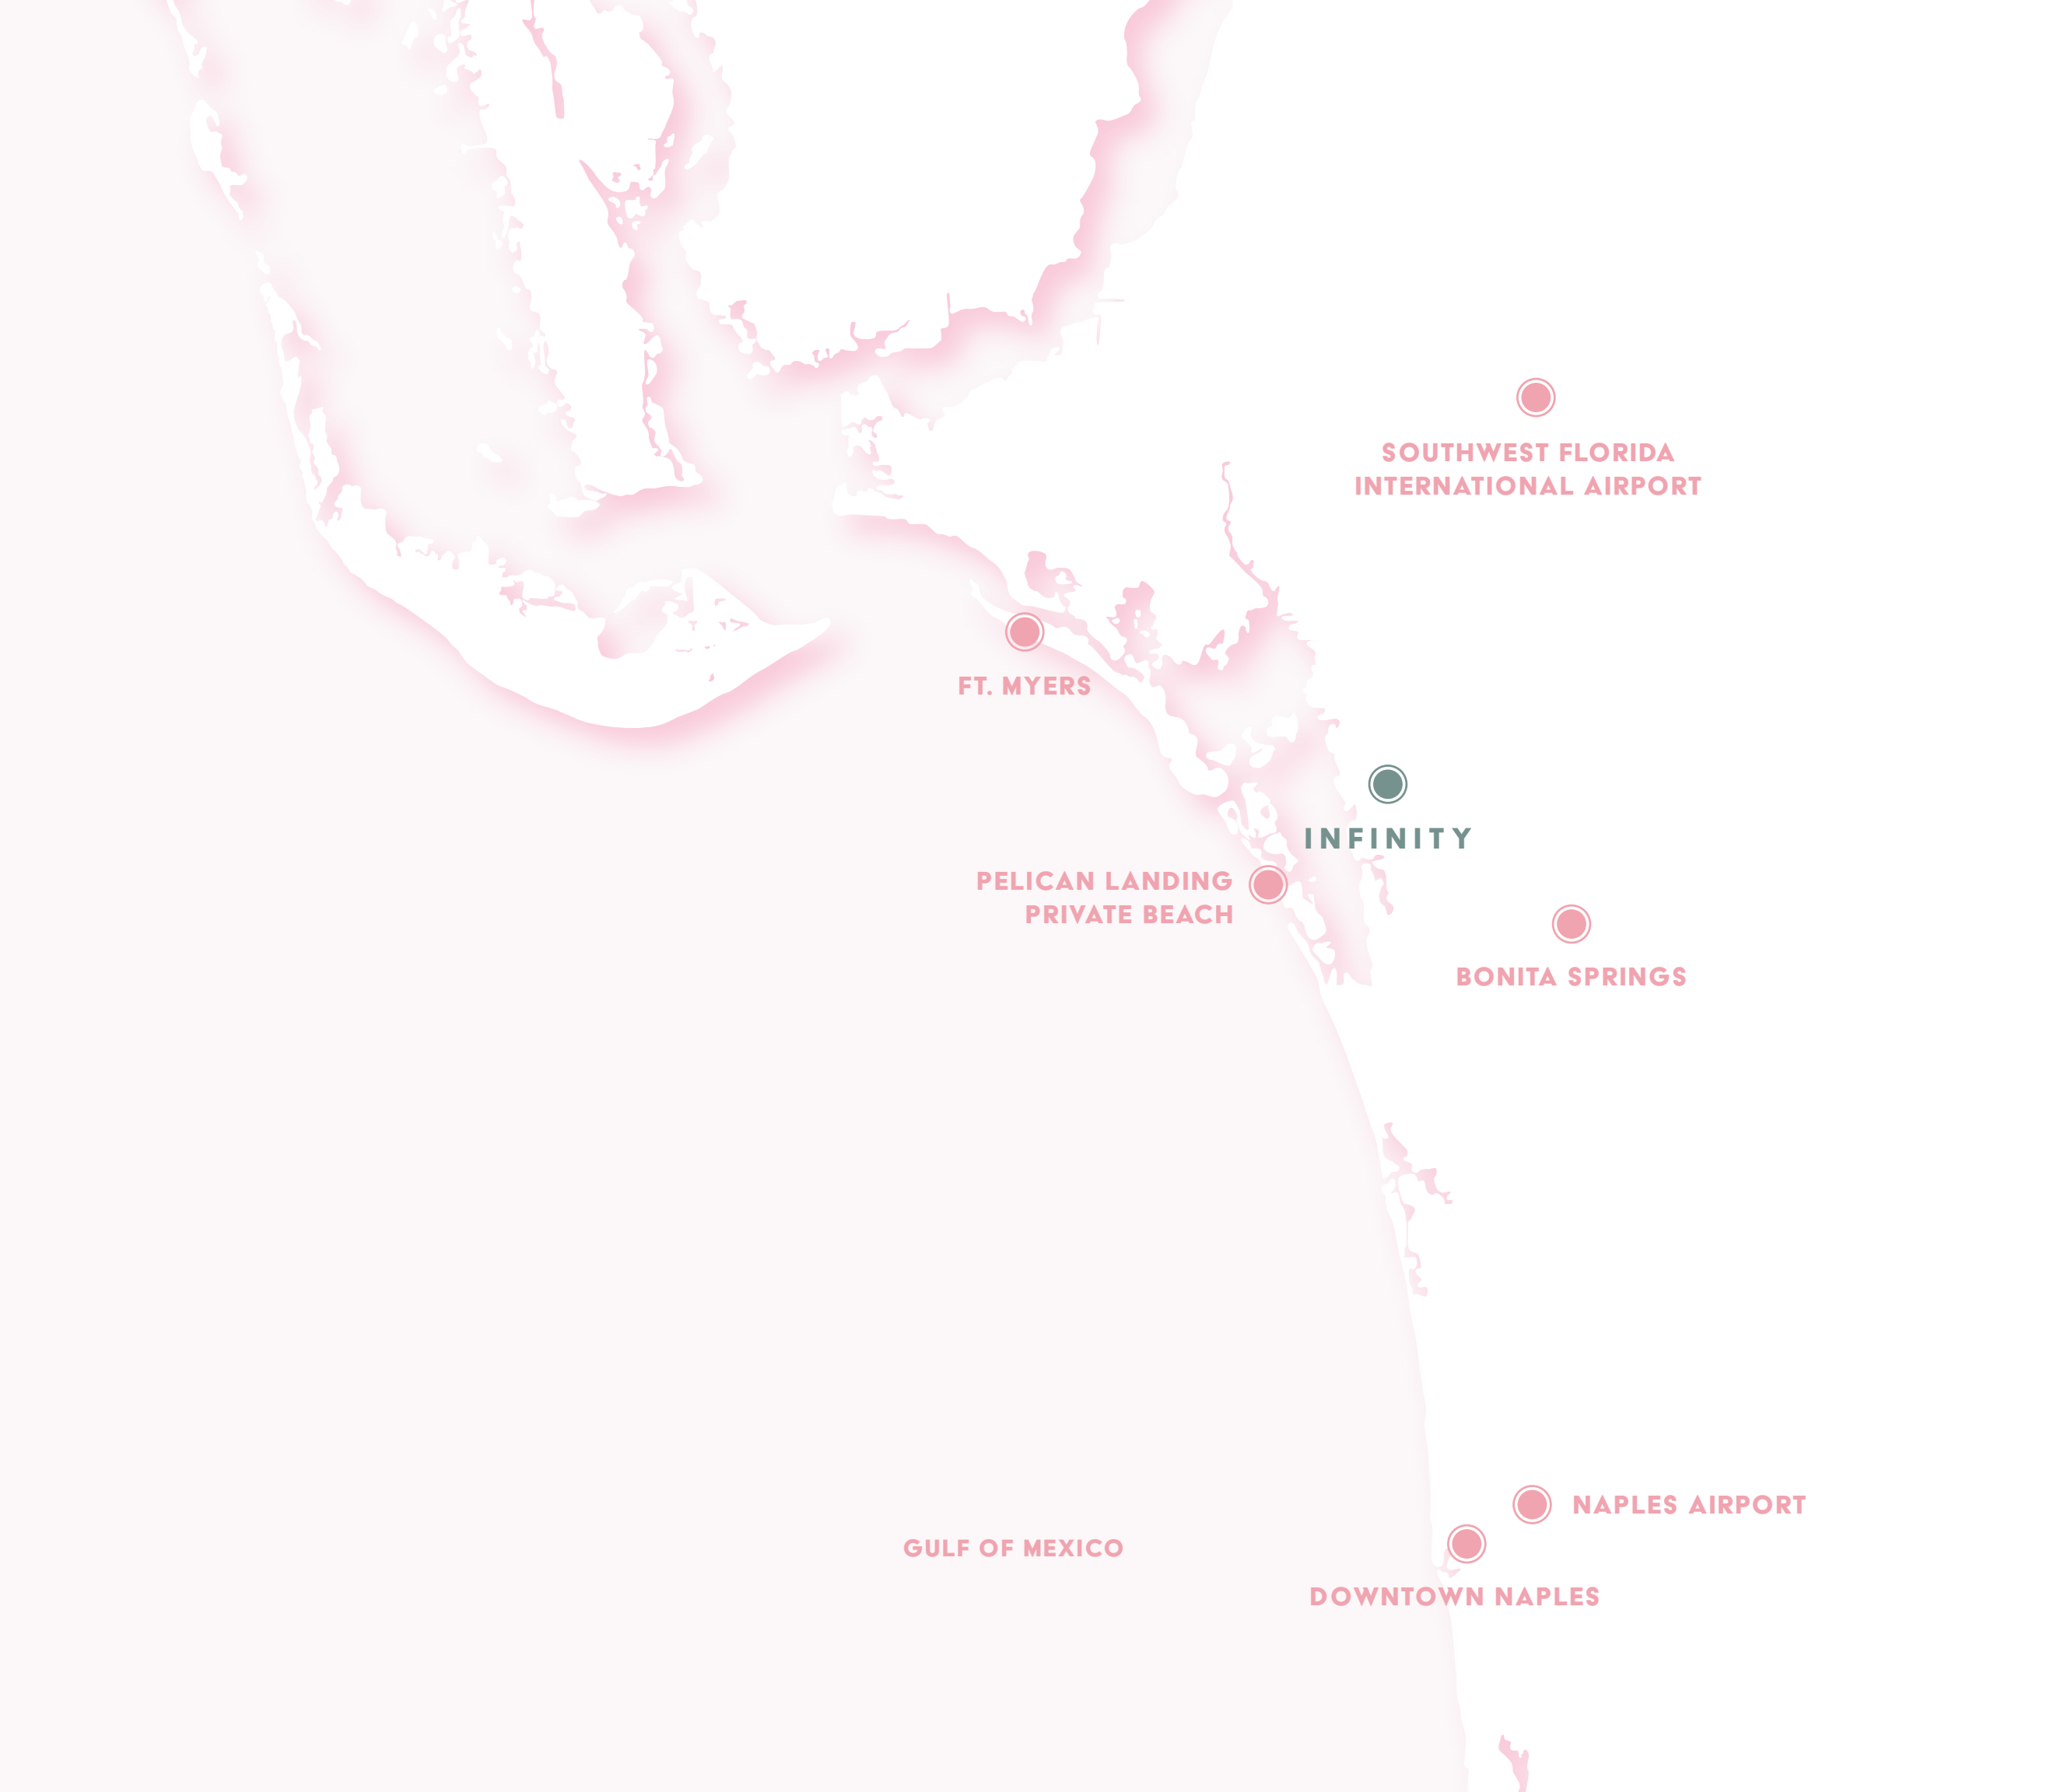 SOUTHWEST FLORIDA
INTERNATIONAL AIRPORT
FT. MYERS
INFINITY
PELICAN LANDING
PRIVATE BEACH
BONITA SPRINGS
NAPLES AIRPORT
GULF OF MEXICO
DOWNTOWN NAPLES